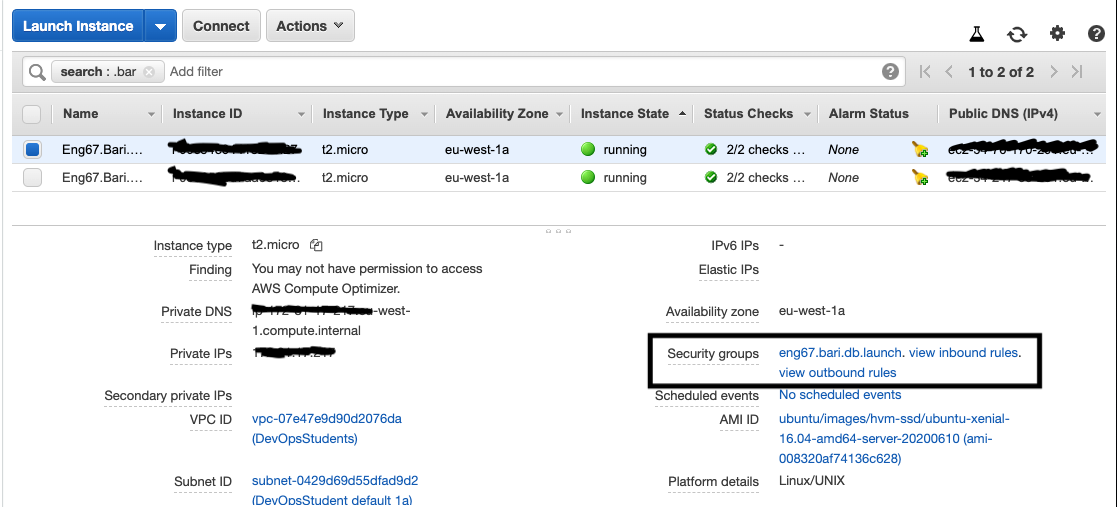 Launch Instance Connect Actions
search : .bar Add filter 1 to 2 of 2
Name Instance ID Instance Type Availability Zone Instance State Status Checks Alarm Status Public DNS (IPv4)
Eng67.Bari.... t2.micro eu-west-1a running 2/2 checks ... None
Eng67.Bari.... t2.micro eu-west-1a running 2/2 checks ... None
Instance type t2.micro IPv6 IPs -
Finding You may not have permission to access Elastic IPs
AWS Compute Optimizer.
Private DNS -west- Availability zone eu-west-1a
1.compute.internal
Private IPs Security groups eng67.bari.db.launch. view inbound rules.
view outbound rules
Secondary private IPs Scheduled events No scheduled events
VPC ID vpc-07e47e9d90d2076da AMI ID ubuntu/images/hvm-ssd/ubuntu-xenial-
(DevOpsStudents) 16.04-amd64-server-20200610 (ami-
008320af74136c628)
Subnet ID subnet-0429d69d55dfad9d2 Platform details Linux/UNIX
(DevOpsStudent default 1a)